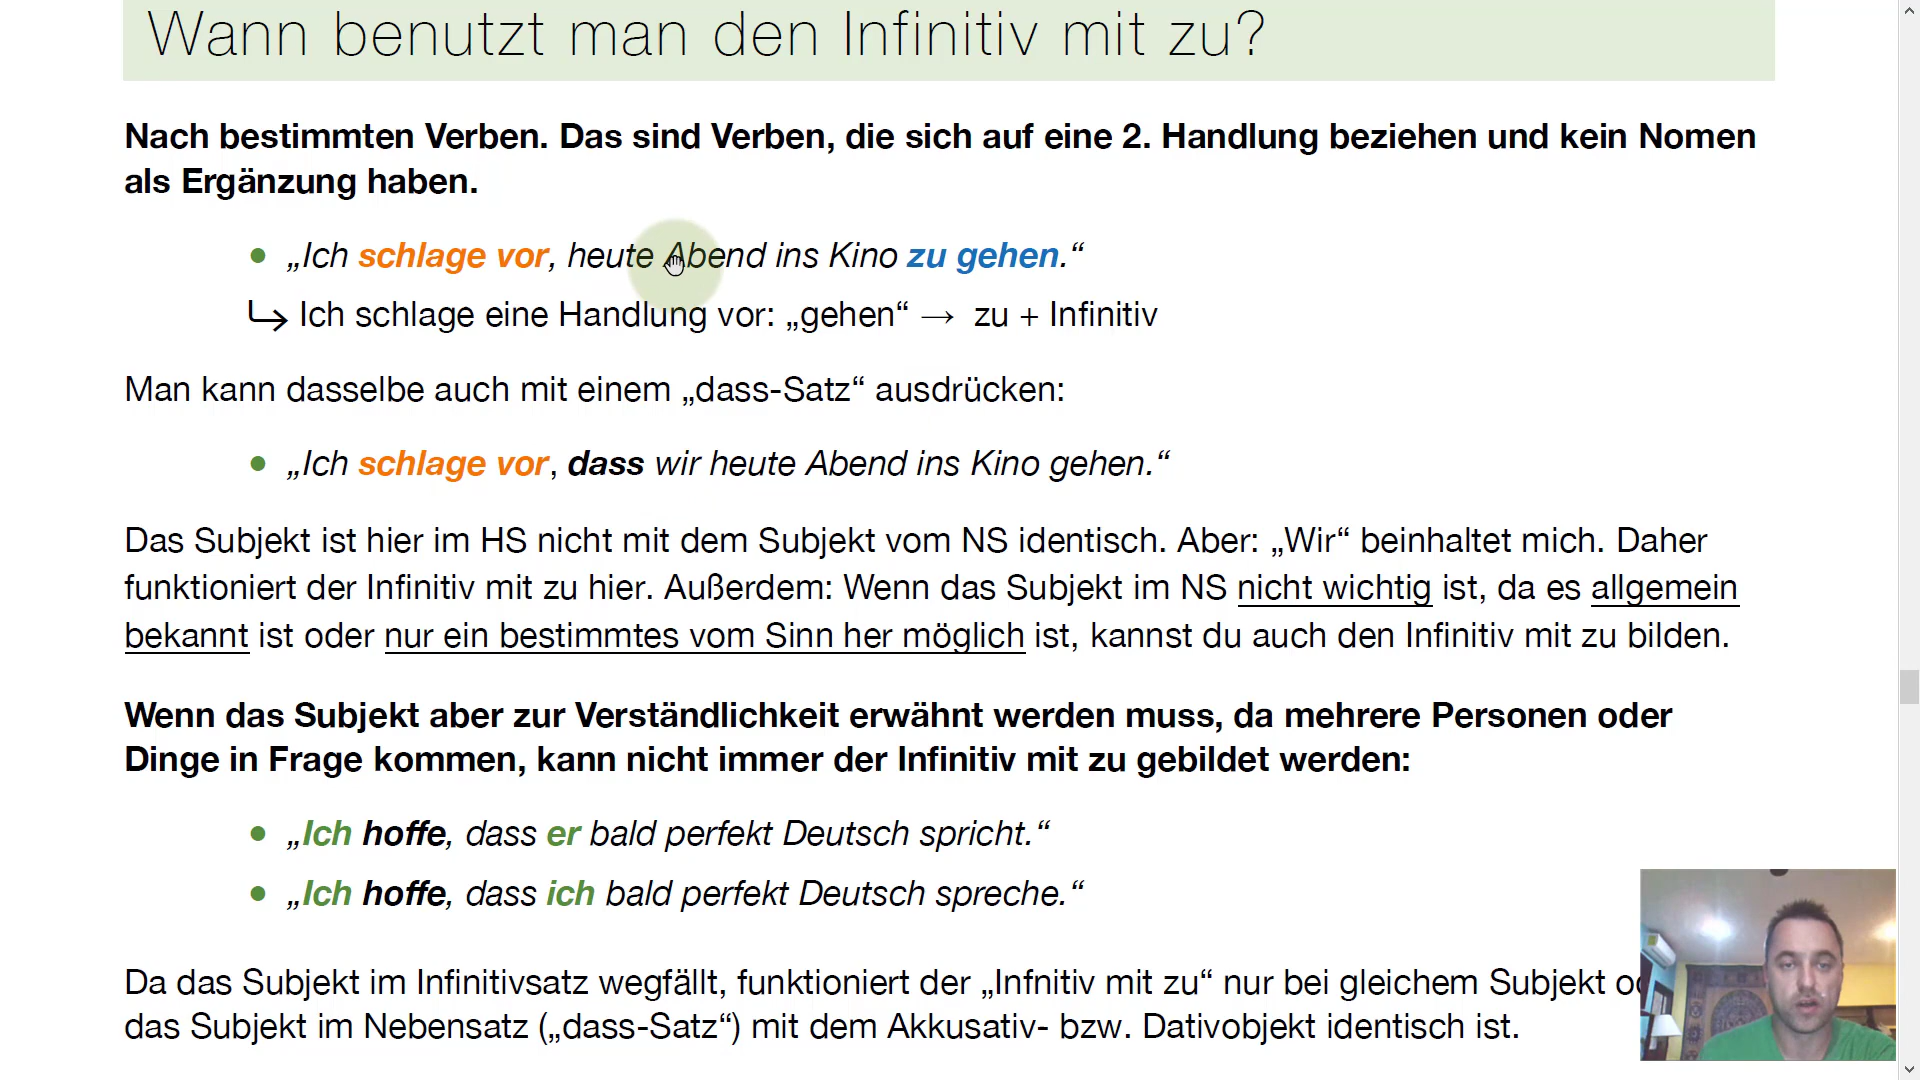 Wann benutzt man den Infinitiv mit zu?
Nach bestimmten Verben. Das sind Verben, die sich auf eine 2. Handlung beziehen und kein Nomen
als Ergänzung haben.
● „Ich schlage vor, heute Abend ins Kino zu gehen.“
↳ Ich schlage eine Handlung vor: „gehen“ → zu + Infinitiv
Man kann dasselbe auch mit einem „dass-Satz“ ausdrücken:
● „Ich schlage vor, dass wir heute Abend ins Kino gehen.“
Das Subjekt ist hier im HS nicht mit dem Subjekt vom NS identisch. Aber: „Wir“ beinhaltet mich. Daher
funktioniert der Infinitiv mit zu hier. Außerdem: Wenn das Subjekt im NS nicht wichtig ist, da es allgemein
bekannt ist oder nur ein bestimmtes vom Sinn her möglich ist, kannst du auch den Infinitiv mit zu bilden.
Wenn das Subjekt aber zur Verständlichkeit erwähnt werden muss, da mehrere Personen oder
Dinge in Frage kommen, kann nicht immer der Infinitiv mit zu gebildet werden:
● „Ich hoffe, dass er bald perfekt Deutsch spricht.“
● „Ich hoffe, dass ich bald perfekt Deutsch spreche.“
Da das Subjekt im Infinitivsatz wegfällt, funktioniert der „Infnitiv mit zu“ nur bei gleichem Subjekt
das Subjekt im Nebensatz („dass-Satz“) mit dem Akkusativ- bzw. Dativobjekt identisch ist.